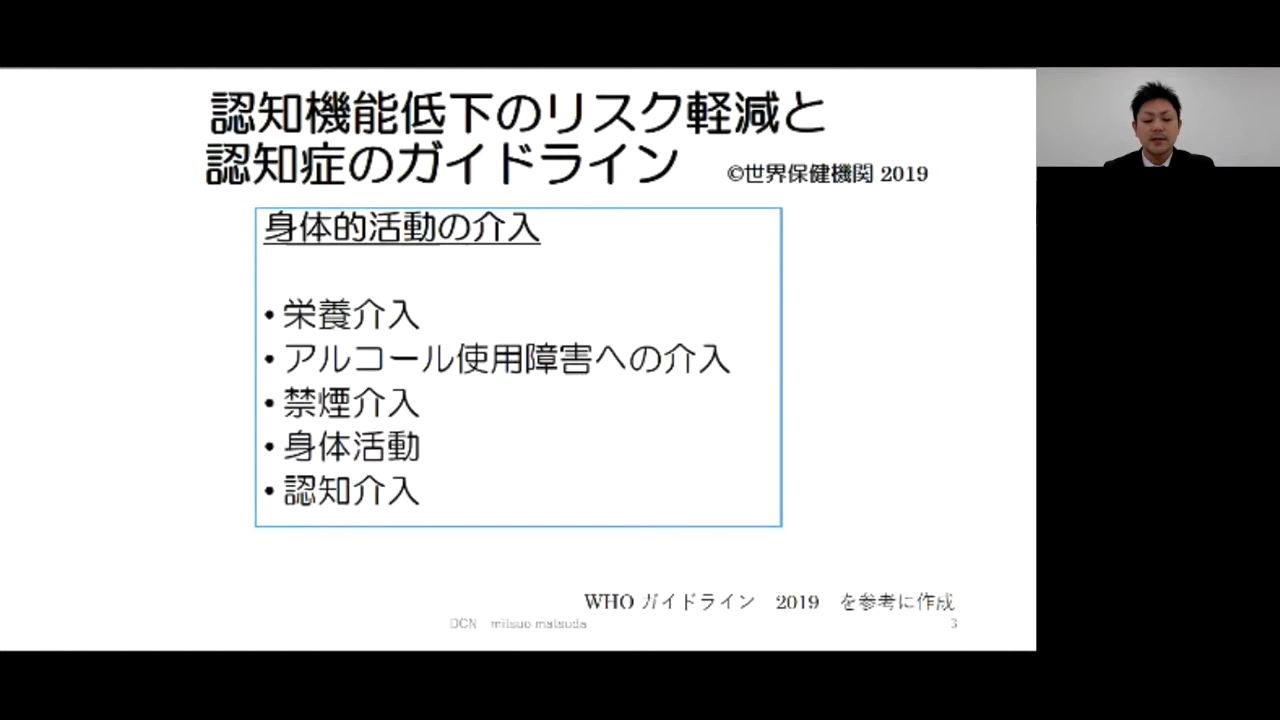 認知機能低下のリスク軽減と
認知症のガイドライン ©世界保健機関 2019
身体的活動の介入
• 栄養介入
• アルコール使用障害への介入
• 禁煙介入
• 身体活動
• 認知介入
WHO ガイドライン 2019 を参考に作成
DCN mitsuo matsuda 3